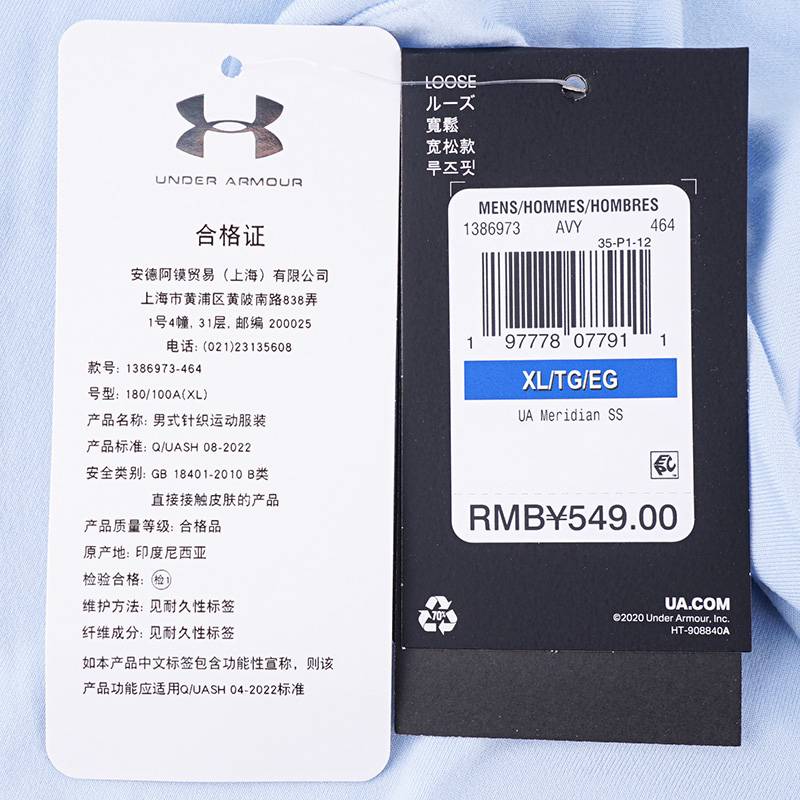 UNDER ARMOUR
合格证
安德阿镆贸易（上海）有限公司
上海市黄浦区黄陂南路838弄
1号4幢, 31层, 邮编 200025
电话: (021)23135608
款号: 1386973-464
号型: 180/100A(XL)
产品名称: 男式针织运动服装
产品标准: Q/UASH 08-2022
安全类别: GB 18401-2010 B类
直接接触皮肤的产品
产品质量等级: 合格品
原产地: 印度尼西亚
检验合格: 检1
维护方法: 见耐久性标签
纤维成分: 见耐久性标签
如本产品中文标签包含功能性宣称，则该
产品功能应适用Q/UASH 04-2022标准
LOOSE
ルーズ
寬鬆
宽松款
루즈핏
MENS/HOMMES/HOMBRES
1386973 AVY 464
35-P1-12
1 97778 07791 1
XL/TG/EG
UA Meridian SS
EPC
RMB¥549.00
70%
UA.COM
©2020 Under Armour, Inc.
HT-908840A